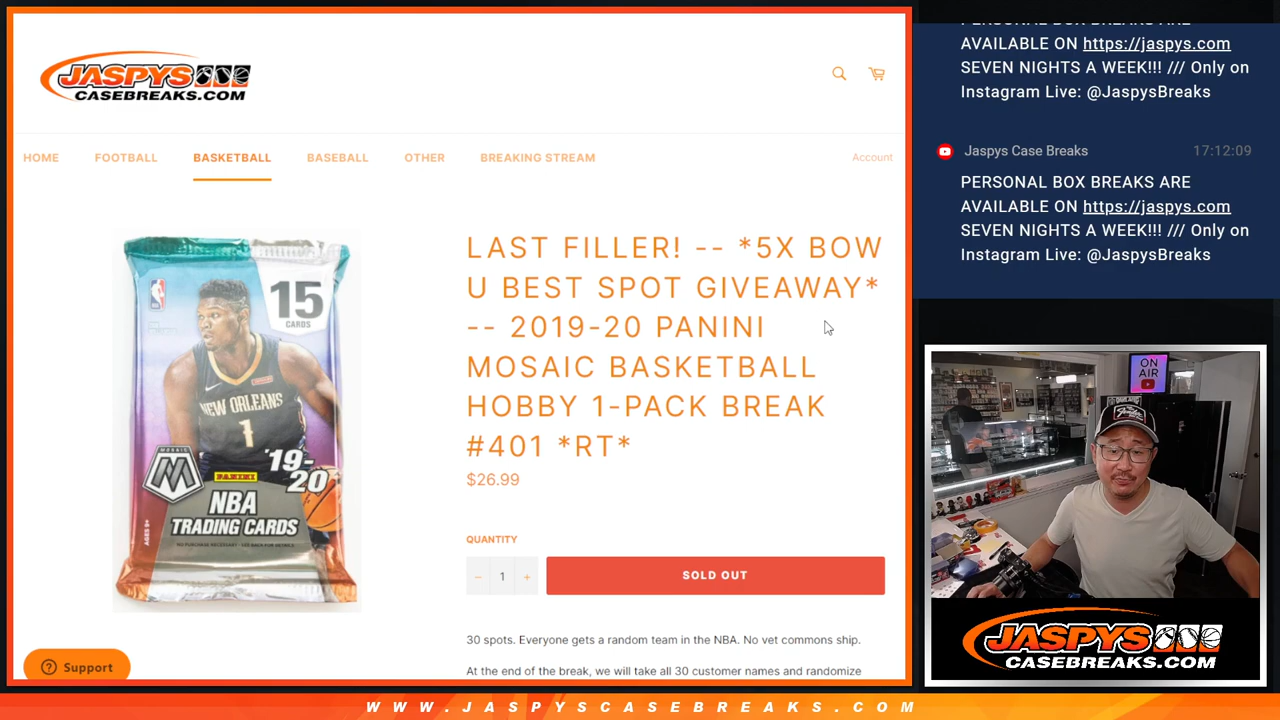 JASPYS
CASEBREAKS.COM
HOME FOOTBALL BASKETBALL BASEBALL OTHER BREAKING STREAM Account
15
CARDS
NEW ORLEANS
1
MOSAIC
M
PANINI
'19-20
NBA
TRADING CARDS
AGES 9+
LAST FILLER! -- *5X BOW
U BEST SPOT GIVEAWAY*
-- 2019-20 PANINI
MOSAIC BASKETBALL
HOBBY 1-PACK BREAK
#401 *RT*
$26.99
QUANTITY
− 1 +
SOLD OUT
30 spots. Everyone gets a random team in the NBA. No vet commons ship.
At the end of the break, we will take all 30 customer names and randomize
Support
PERSONAL BOX BREAKS ARE
AVAILABLE ON https://jaspys.com
SEVEN NIGHTS A WEEK!!! /// Only on
Instagram Live: @JaspysBreaks
Jaspys Case Breaks 17:12:09
PERSONAL BOX BREAKS ARE
AVAILABLE ON https://jaspys.com
SEVEN NIGHTS A WEEK!!! /// Only on
Instagram Live: @JaspysBreaks
ON
AIR
Fender
JASPYS
CASEBREAKS.COM
WWW.JASPYSCASEBREAKS.COM